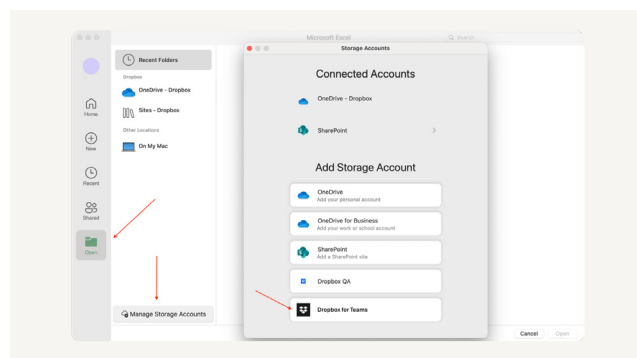 Microsoft Excel
Search
Storage Accounts
Recent Folders
Dropbox
OneDrive - Dropbox
Sites - Dropbox
Other Locations
On My Mac
Home
New
Recent
Shared
Open
Manage Storage Accounts
Connected Accounts
OneDrive - Dropbox
SharePoint
Add Storage Account
OneDrive
Add your personal account
OneDrive for Business
Add your work or school account
SharePoint
Add a SharePoint site
Dropbox QA
Dropbox for Teams
Cancel
Open